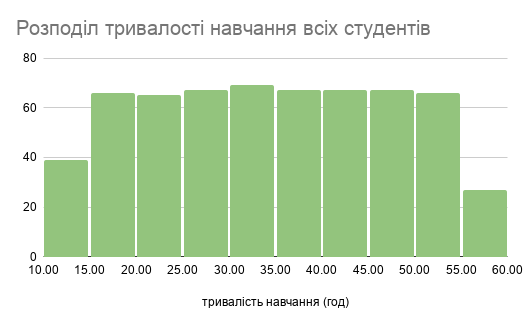 Розподіл тривалості навчання всіх студентів
80
60
40
20
0
10.00 15.00 20.00 25.00 30.00 35.00 40.00 45.00 50.00 55.00 60.00
тривалість навчання (год)